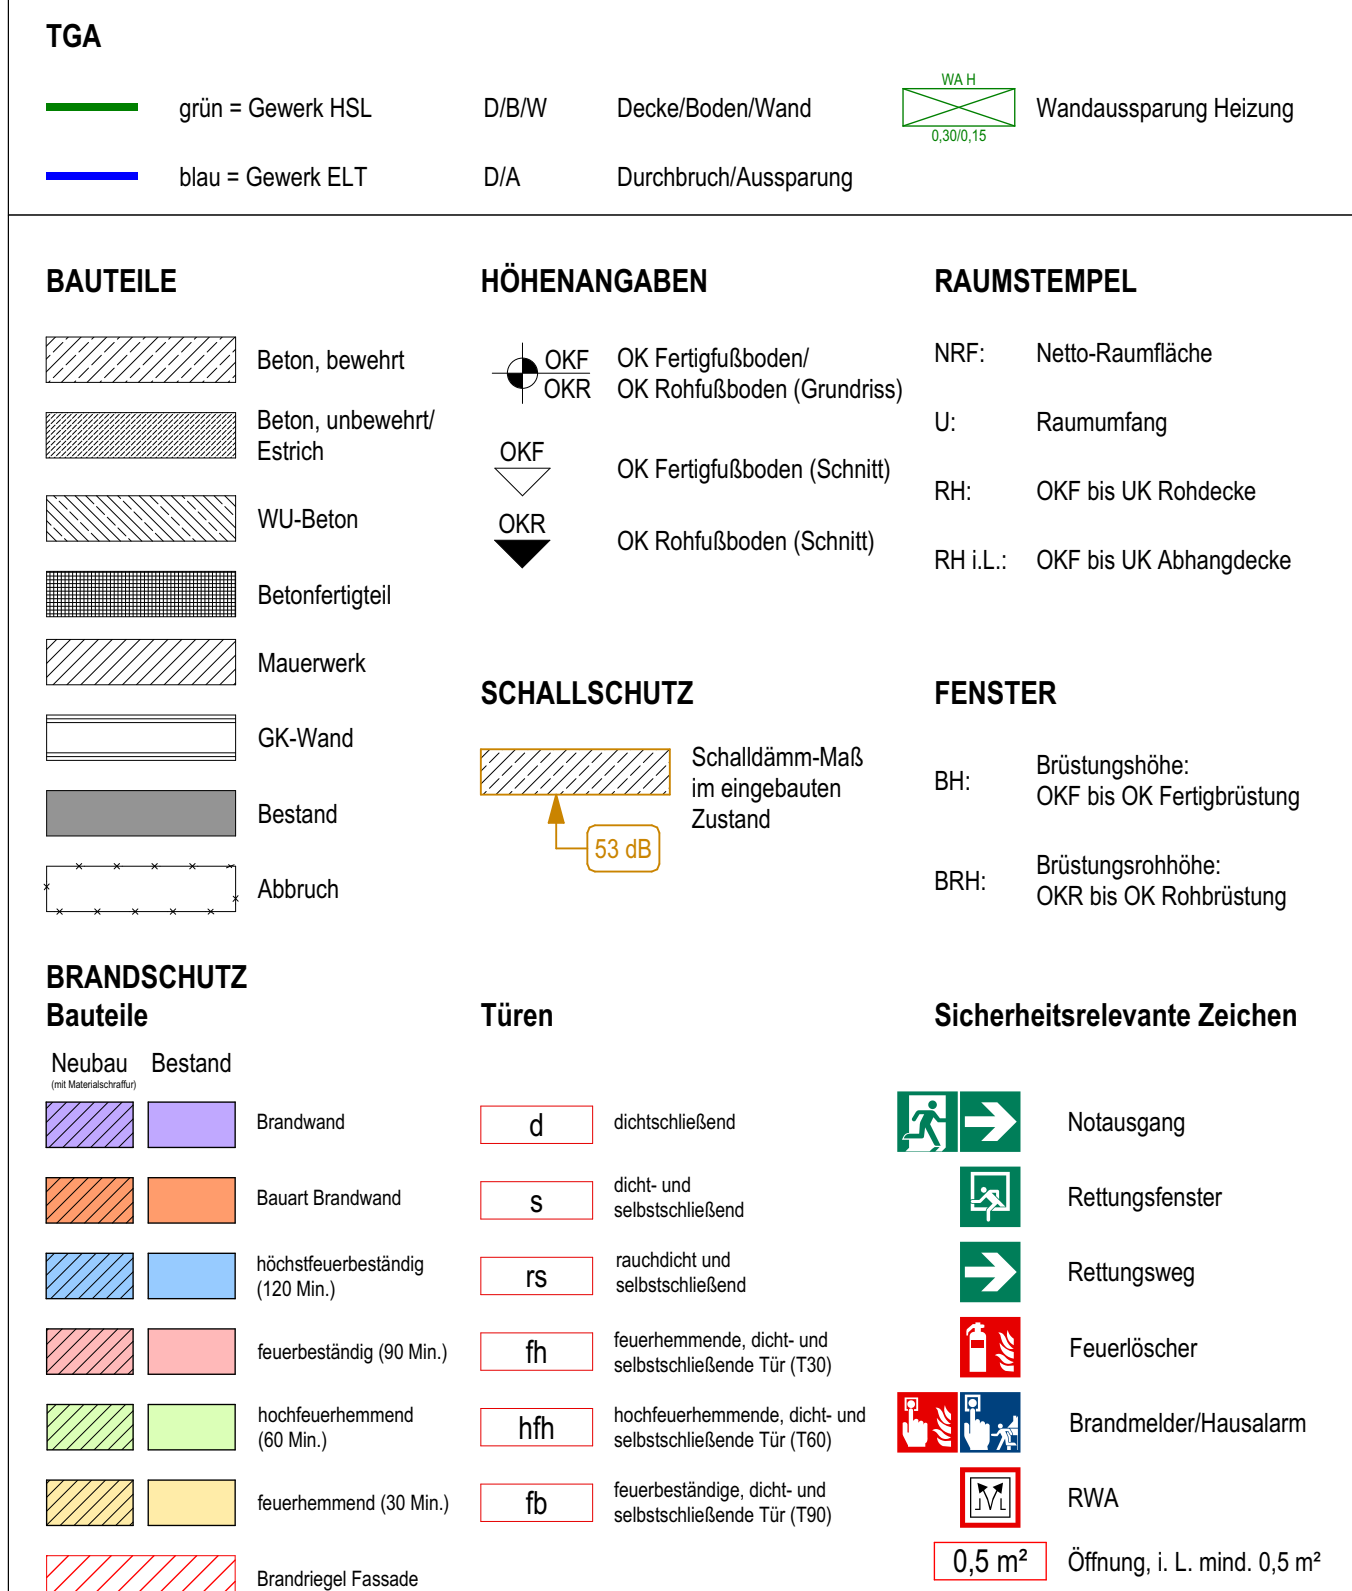 TGA
grün = Gewerk HSL
D/B/W
Decke/Boden/Wand
WA H
0,30/0,15
Wandaussparung Heizung
blau = Gewerk ELT
D/A
Durchbruch/Aussparung
BAUTEILE
Beton, bewehrt
Beton, unbewehrt/
Estrich
WU-Beton
Betonfertigteil
Mauerwerk
GK-Wand
Bestand
Abbruch
HÖHENANGABEN
OKF
OKR
OK Fertigfußboden/
OK Rohfußboden (Grundriss)
OKF
OK Fertigfußboden (Schnitt)
OKR
OK Rohfußboden (Schnitt)
RAUMSTEMPEL
NRF: Netto-Raumfläche
U: Raumumfang
RH: OKF bis UK Rohdecke
RH i.L.: OKF bis UK Abhangdecke
SCHALLSCHUTZ
53 dB
Schalldämm-Maß
im eingebauten
Zustand
FENSTER
BH:
Brüstungshöhe:
OKF bis OK Fertigbrüstung
BRH:
Brüstungsrohhöhe:
OKR bis OK Rohbrüstung
BRANDSCHUTZ
Bauteile
Neubau
(mit Materialschraffur)
Bestand
Brandwand
Bauart Brandwand
höchstfeuerbeständig
(120 Min.)
feuerbeständig (90 Min.)
hochfeuerhemmend
(60 Min.)
feuerhemmend (30 Min.)
Brandriegel Fassade
Türen
d
dichtschließend
s
dicht- und
selbstschließend
rs
rauchdicht und
selbstschließend
fh
feuerhemmende, dicht- und
selbstschließende Tür (T30)
hfh
hochfeuerhemmende, dicht- und
selbstschließende Tür (T60)
fb
feuerbeständige, dicht- und
selbstschließende Tür (T90)
Sicherheitsrelevante Zeichen
Notausgang
Rettungsfenster
Rettungsweg
Feuerlöscher
Brandmelder/Hausalarm
RWA
0,5 m²
Öffnung, i. L. mind. 0,5 m²